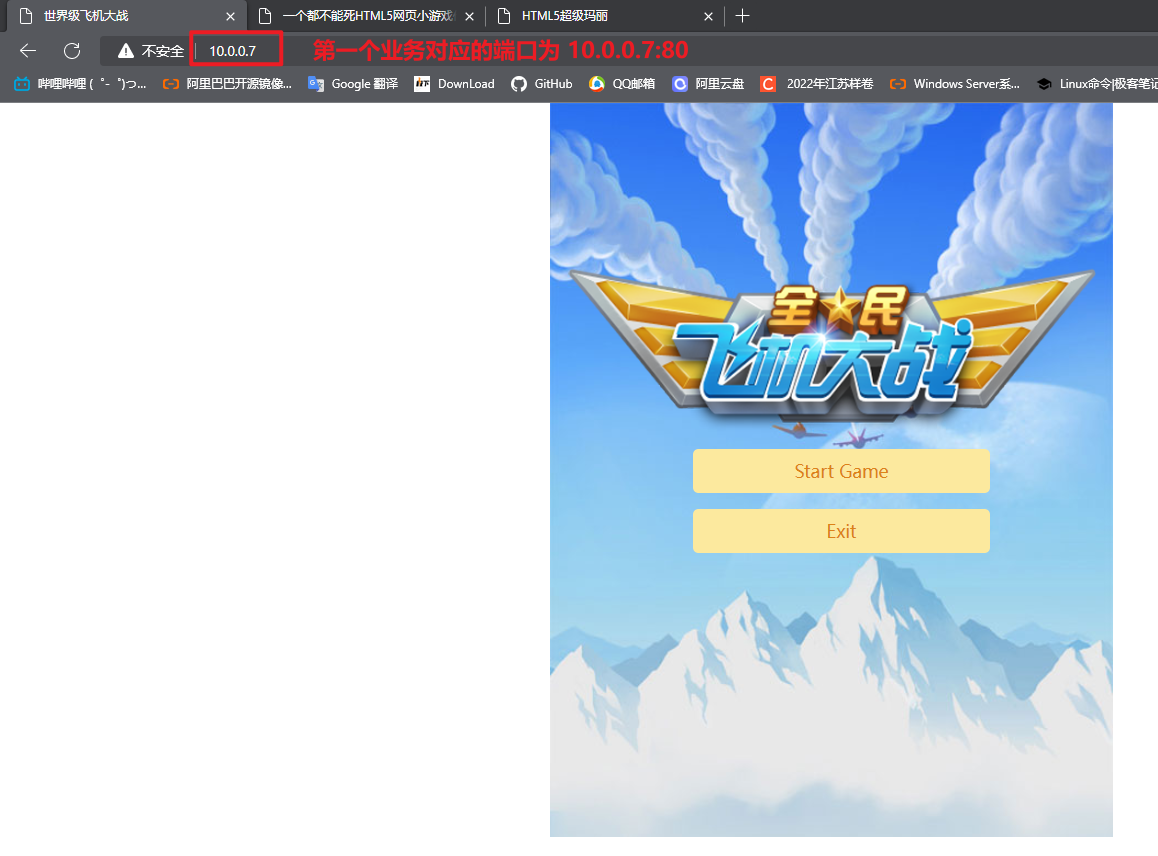 世界级飞机大战
一个都不能死HTML5网页小游戏
HTML5超级玛丽
不安全
10.0.0.7
第一个业务对应的端口为 10.0.0.7:80
哔哩哔哩 ( ゜- ゜)つ...
阿里巴巴开源镜像...
Google 翻译
DownLoad
GitHub
QQ邮箱
阿里云盘
2022年江苏样卷
Windows Server系...
Linux命令|极客笔记
全民
飞机大战
Start Game
Exit